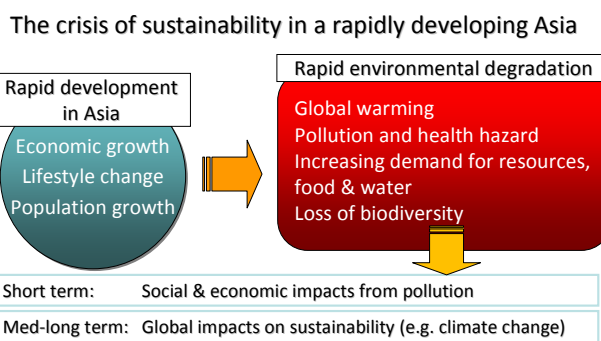 The crisis of sustainability in a rapidly developing Asia
Rapid development
in Asia
Economic growth
Lifestyle change
Population growth
Rapid environmental degradation
Global warming
Pollution and health hazard
Increasing demand for resources,
food & water
Loss of biodiversity
Short term: Social & economic impacts from pollution
Med-long term: Global impacts on sustainability (e.g. climate change)